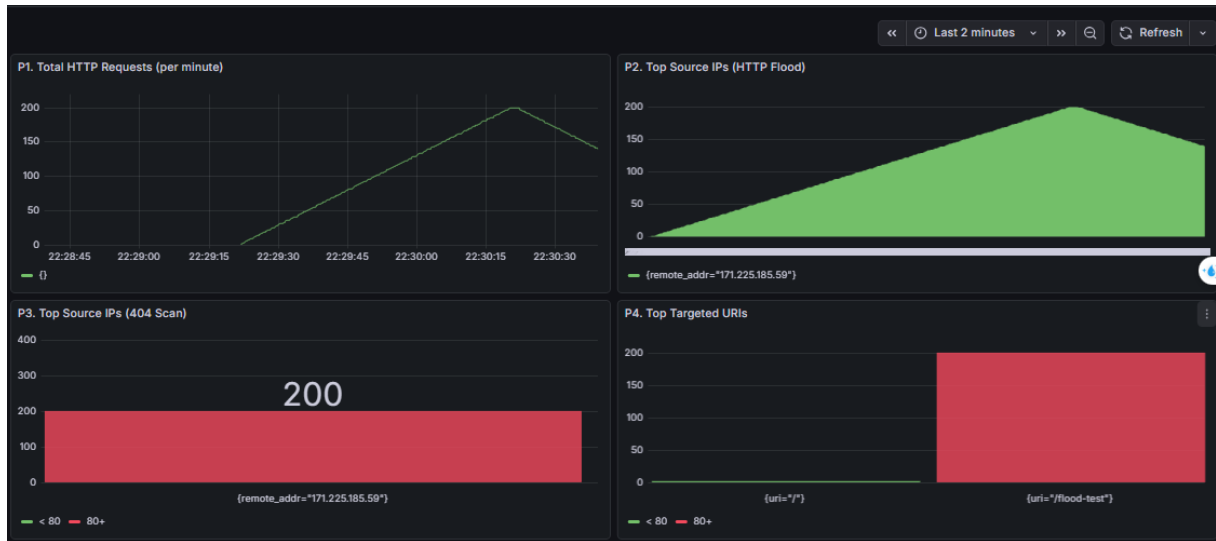 Last 2 minutes
Refresh
P1. Total HTTP Requests (per minute)
200
150
100
50
0
22:28:45 22:29:00 22:29:15 22:29:30 22:29:45 22:30:00 22:30:15 22:30:30
{}
P2. Top Source IPs (HTTP Flood)
200
150
100
50
0
{remote_addr="171.225.185.59"}
P3. Top Source IPs (404 Scan)
400
300
200
100
0
200
{remote_addr="171.225.185.59"}
< 80 80+
P4. Top Targeted URIs
200
150
100
50
0
{uri="/"} {uri="/flood-test"}
< 80 80+